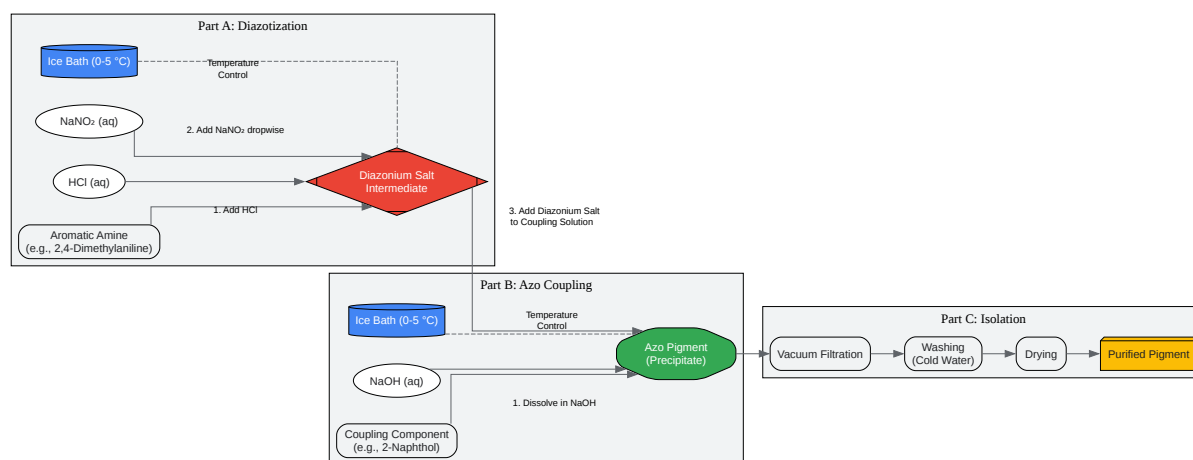 Part A: Diazotization
Ice Bath (0-5 °C)
Temperature
Control
NaNO₂ (aq)
2. Add NaNO₂ dropwise
HCl (aq)
Diazonium Salt
Intermediate
1. Add HCl
Aromatic Amine
(e.g., 2,4-Dimethylaniline)
3. Add Diazonium Salt
to Coupling Solution
Part B: Azo Coupling
Ice Bath (0-5 °C)
Temperature
Control
Azo Pigment
(Precipitate)
NaOH (aq)
1. Dissolve in NaOH
Coupling Component
(e.g., 2-Naphthol)
Part C: Isolation
Vacuum Filtration
Washing
(Cold Water)
Drying
Purified Pigment